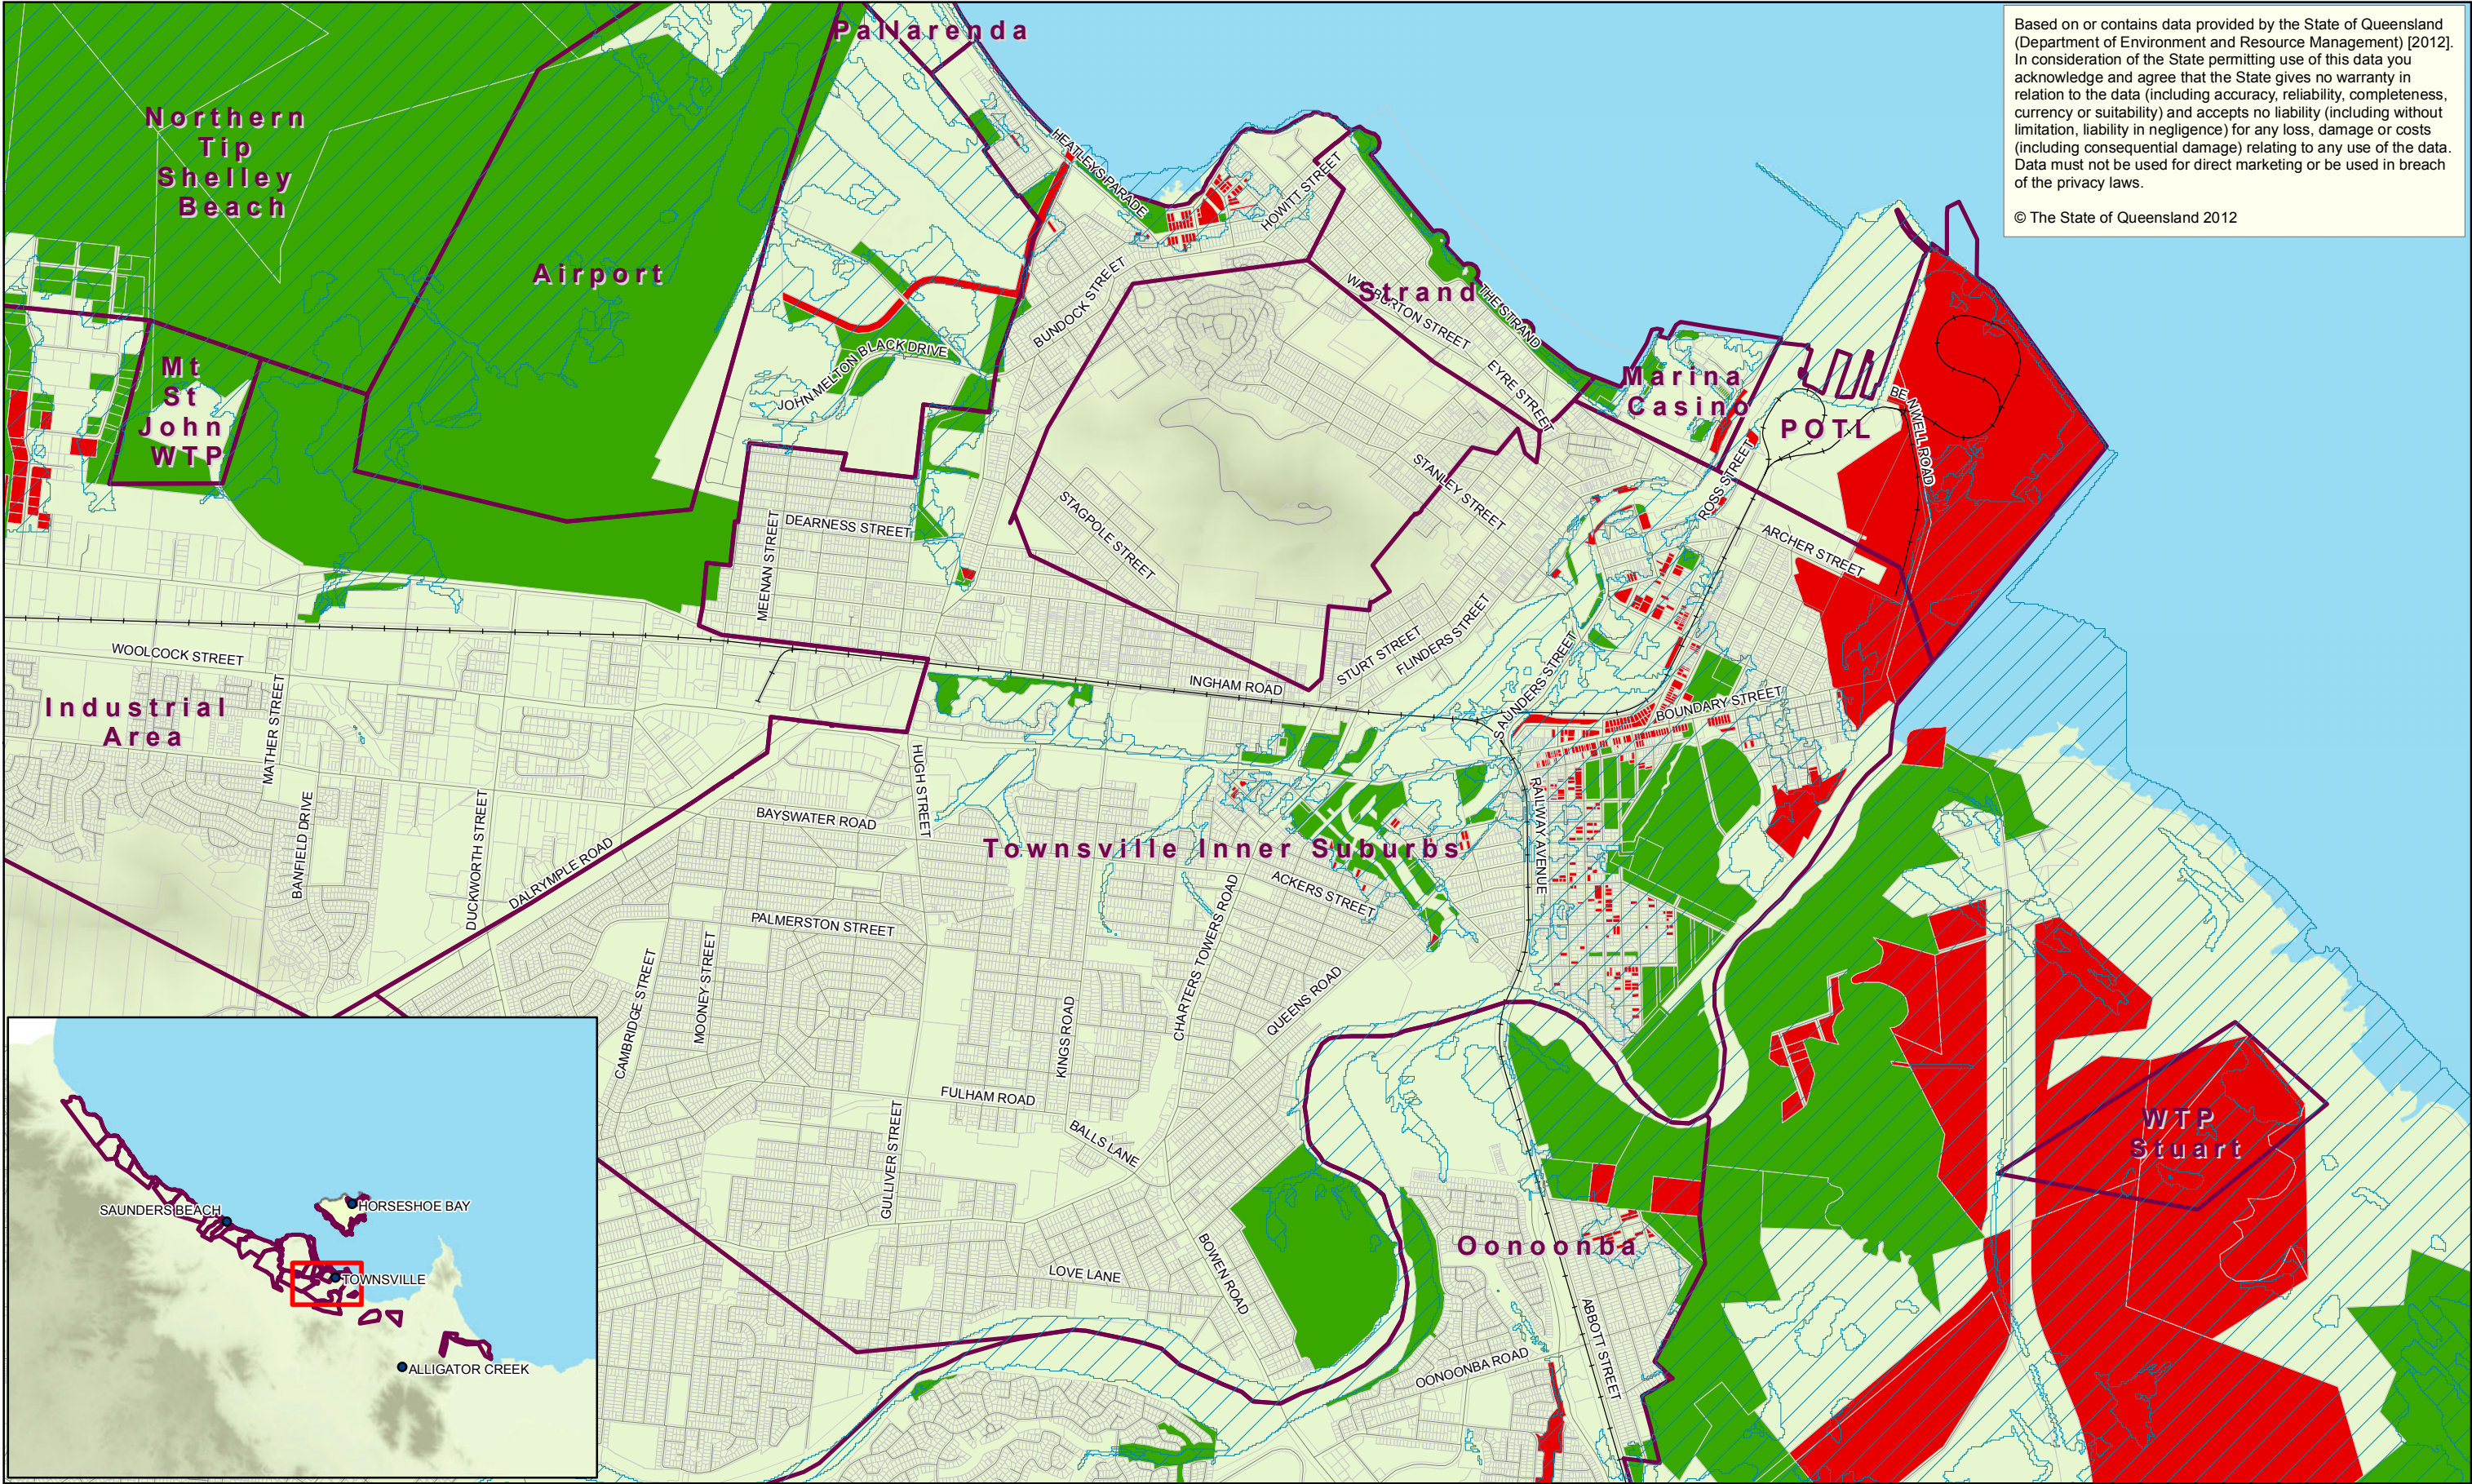 Pallarenda
Based on or contains data provided by the State of Queensland
(Department of Environment and Resource Management) [2012].
In consideration of the State permitting use of this data you
acknowledge and agree that the State gives no warranty in
relation to the data (including accuracy, reliability, completeness,
currency or suitability) and accepts no liability (including without
limitation, liability in negligence) for any loss, damage or costs
(including consequential damage) relating to any use of the data.
Data must not be used for direct marketing or be used in breach
of the privacy laws.
© The State of Queensland 2012
Northern
Tip
Shelley
Beach
HEATLEYS PARADE
HOWITT STREET
Airport
BUNDOCK STREET
Strand
WARBURTON STREET
THE STRAND
JOHN MELTON BLACK DRIVE
EYRE STREET
Mt
St
John
WTP
Marina
Casino
POTL
BENWELL ROAD
STANLEY STREET
ROSS STREET
STAGPOLE STREET
DEARNESS STREET
MEENAN STREET
ARCHER STREET
WOOLCOCK STREET
INGHAM ROAD
STURT STREET
FLINDERS STREET
SAUNDERS STREET
BOUNDARY STREET
Industrial
Area
MATHER STREET
HUGH STREET
BAYSWATER ROAD
RAILWAY AVENUE
BANFIELD DRIVE
DUCKWORTH STREET
DALRYMPLE ROAD
Townsville Inner Suburbs
ACKERS STREET
PALMERSTON STREET
CAMBRIDGE STREET
MOONEY STREET
KINGS ROAD
CHARTERS TOWERS ROAD
QUEENS ROAD
FULHAM ROAD
BALLS LANE
GULLIVER STREET
WTP
Stuart
Oonoonba
BOWEN ROAD
LOVE LANE
ABBOTT STREET
OONOONBA ROAD
SAUNDERS BEACH
HORSESHOE BAY
TOWNSVILLE
ALLIGATOR CREEK